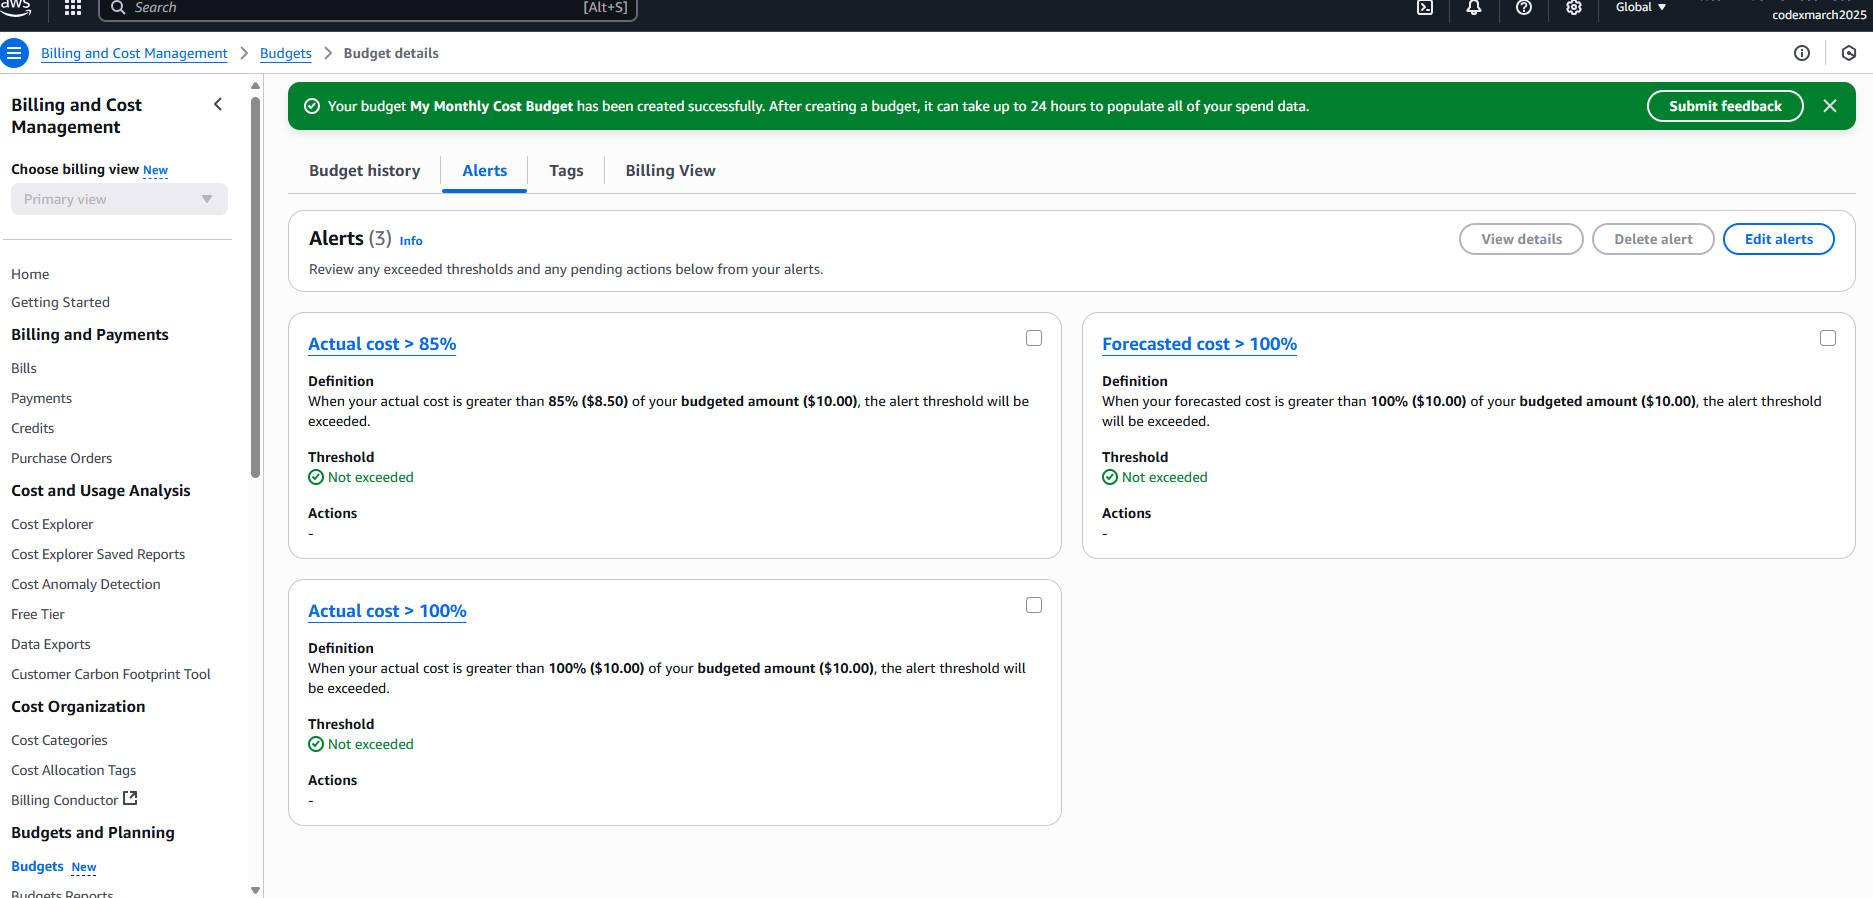 aws
Search
[Alt+S]
Global
codexmarch2025
Billing and Cost Management
Budgets
Budget details
Billing and Cost
Management
Choose billing view New
Primary view
Home
Getting Started
Billing and Payments
Bills
Payments
Credits
Purchase Orders
Cost and Usage Analysis
Cost Explorer
Cost Explorer Saved Reports
Cost Anomaly Detection
Free Tier
Data Exports
Customer Carbon Footprint Tool
Cost Organization
Cost Categories
Cost Allocation Tags
Billing Conductor
Budgets and Planning
Budgets New
Budgets Reports
Your budget My Monthly Cost Budget has been created successfully. After creating a budget, it can take up to 24 hours to populate all of your spend data.
Submit feedback
Budget history
Alerts
Tags
Billing View
Alerts (3) Info
View details
Delete alert
Edit alerts
Review any exceeded thresholds and any pending actions below from your alerts.
Actual cost > 85%
Definition
When your actual cost is greater than 85% ($8.50) of your budgeted amount ($10.00), the alert threshold will be
exceeded.
Threshold
Not exceeded
Actions
-
Forecasted cost > 100%
Definition
When your forecasted cost is greater than 100% ($10.00) of your budgeted amount ($10.00), the alert threshold
will be exceeded.
Threshold
Not exceeded
Actions
-
Actual cost > 100%
Definition
When your actual cost is greater than 100% ($10.00) of your budgeted amount ($10.00), the alert threshold will
be exceeded.
Threshold
Not exceeded
Actions
-